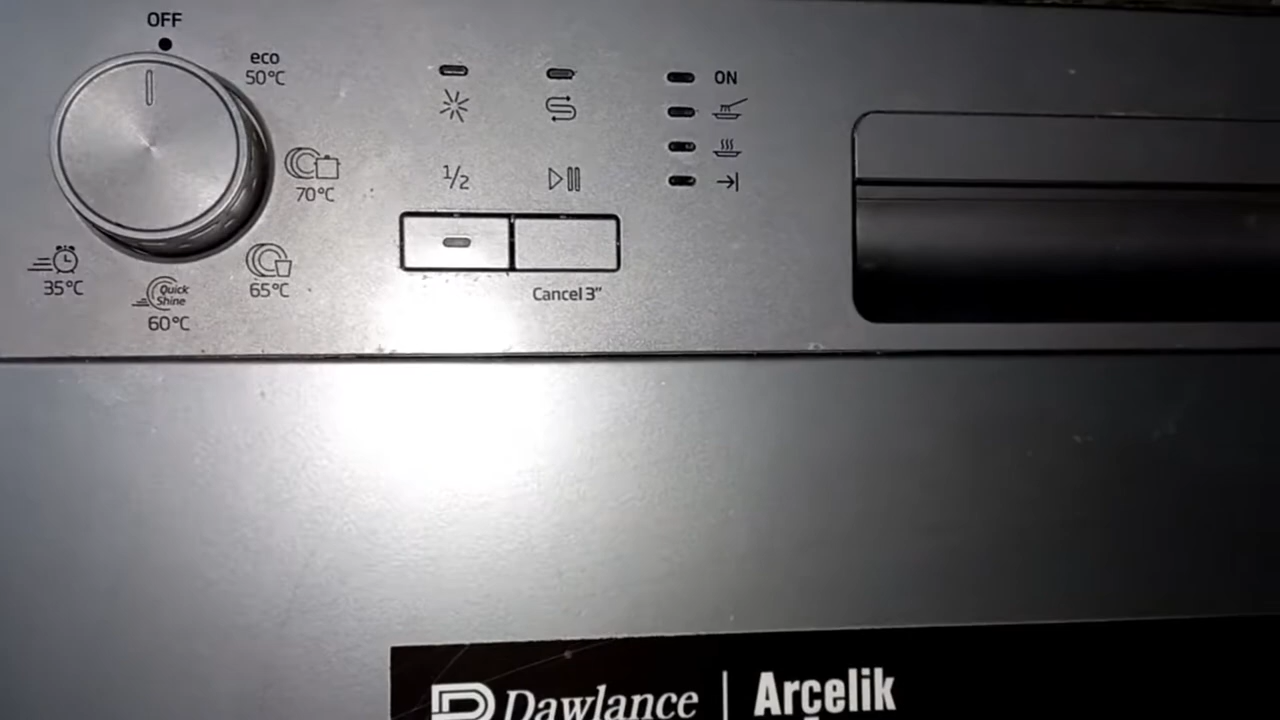 OFF
eco
50°C
70°C
65°C
Quick
Shine
60°C
35°C
1/2
Cancel 3"
ON
Dawlance | Arçelik